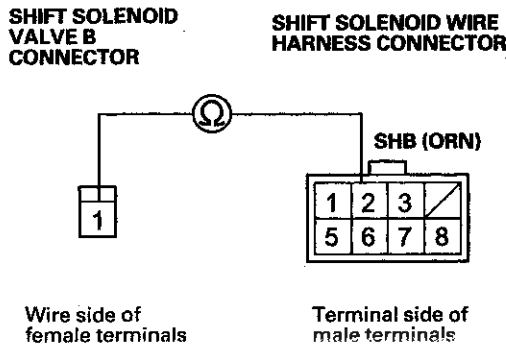 SHIFT SOLENOID
VALVE B
CONNECTOR
SHIFT SOLENOID WIRE
HARNESS CONNECTOR
Ω
SHB (ORN)
1
1 2 3
5 6 7 8
Wire side of
female terminals
Terminal side of
male terminals